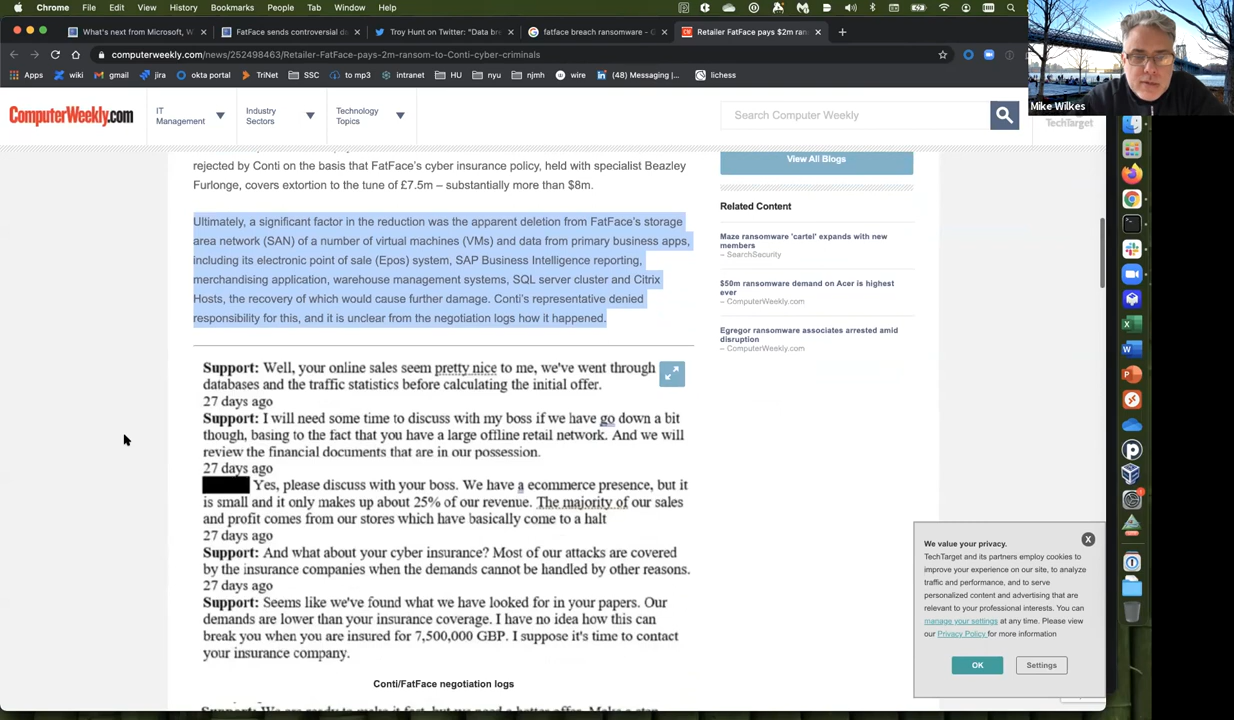 Chrome File Edit View History Bookmarks People Tab Window Help
What's next from Microsoft, W
FatFace sends controversial da
Troy Hunt on Twitter: "Data bre
fatface breach ransomware - G
Retailer FatFace pays $2m ran
computerweekly.com/news/252498463/Retailer-FatFace-pays-2m-ransom-to-Conti-cyber-criminals
Apps wiki gmail jira okta portal TriNet SSC to mp3 intranet HU nyu njmh wire (48) Messaging |... lichess
Mike Wilkes
ComputerWeekly.com
IT Management
Industry Sectors
Technology Topics
Search Computer Weekly
TechTarget
rejected by Conti on the basis that FatFace's cyber insurance policy, held with specialist Beazley
Furlonge, covers extortion to the tune of £7.5m – substantially more than $8m.
Ultimately, a significant factor in the reduction was the apparent deletion from FatFace's storage
area network (SAN) of a number of virtual machines (VMs) and data from primary business apps,
including its electronic point of sale (Epos) system, SAP Business Intelligence reporting,
merchandising application, warehouse management systems, SQL server cluster and Citrix
Hosts, the recovery of which would cause further damage. Conti's representative denied
responsibility for this, and it is unclear from the negotiation logs how it happened.
Support: Well, your online sales seem pretty nice to me, we've went through
databases and the traffic statistics before calculating the initial offer.
27 days ago
Support: I will need some time to discuss with my boss if we have go down a bit
though, basing to the fact that you have a large offline retail network. And we will
review the financial documents that are in our possession.
27 days ago
Yes, please discuss with your boss. We have a ecommerce presence, but it
is small and it only makes up about 25% of our revenue. The majority of our sales
and profit comes from our stores which have basically come to a halt
27 days ago
Support: And what about your cyber insurance? Most of our attacks are covered
by the insurance companies when the demands cannot be handled by other reasons.
27 days ago
Support: Seems like we've found what we have looked for in your papers. Our
demands are lower than your insurance coverage. I have no idea how this can
break you when you are insured for 7,500,000 GBP. I suppose it's time to contact
your insurance company.
Conti/FatFace negotiation logs
View All Blogs
Related Content
Maze ransomware 'cartel' expands with new
members
– SearchSecurity
$50m ransomware demand on Acer is highest
ever
– ComputerWeekly.com
Egregor ransomware associates arrested amid
disruption
– ComputerWeekly.com
We value your privacy.
X
TechTarget and its partners employ cookies to
improve your experience on our site, to analyze
traffic and performance, and to serve
personalized content and advertising that are
relevant to your professional interests. You can
manage your settings at any time. Please view
our Privacy Policy for more information
OK
Settings